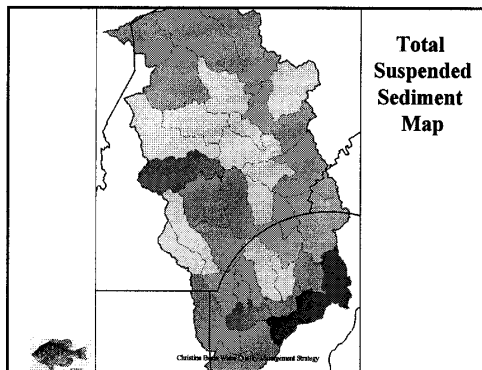 Total
Suspended
Sediment
Map
Christina Basin Water Quality Management Strategy